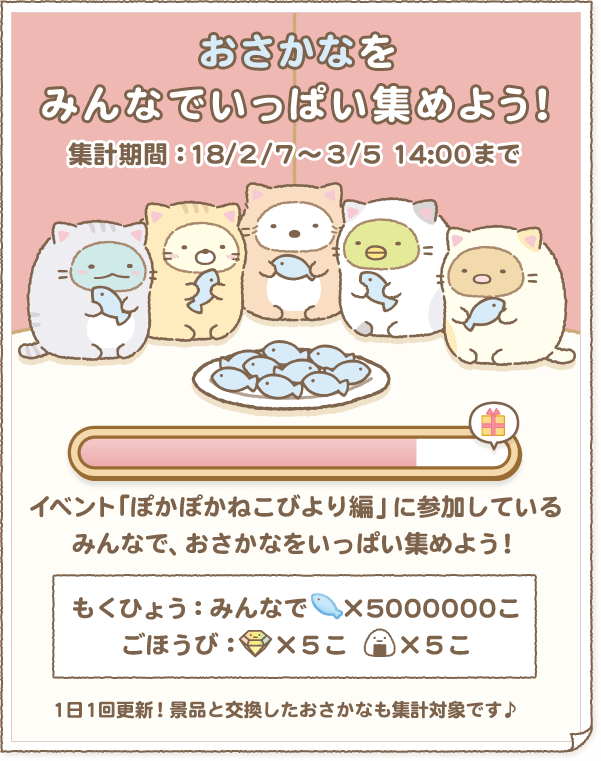 おさかなを
みんなでいっぱい集めよう!
集計期間：18/2/7～3/5 14:00まで
イベント「ぽかぽかねこびより編」に参加している
みんなで、おさかなをいっぱい集めよう!
もくひょう：みんなで×5000000こ
ごほうび：×5こ ×5こ
1日1回更新!景品と交換したおさかなも集計対象です♪